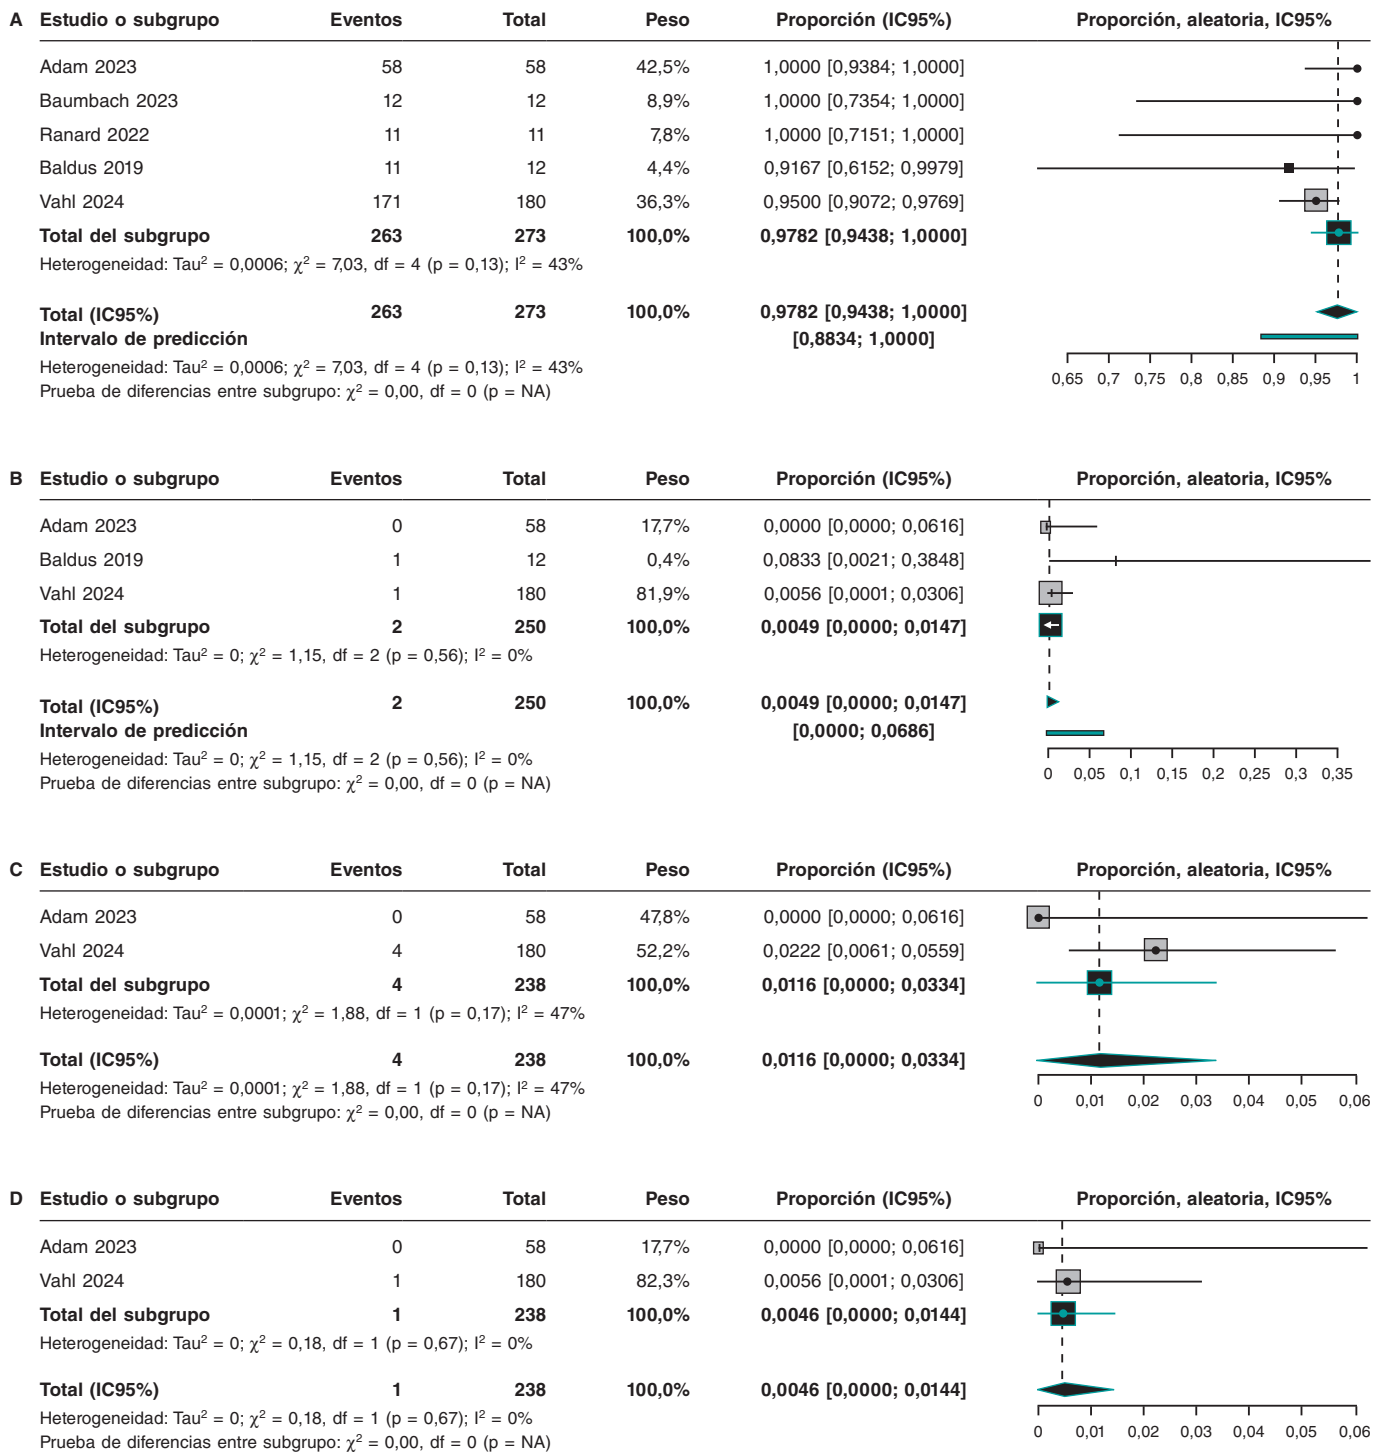 A Estudio o subgrupo Eventos Total Peso Proporción (IC95%) Proporción, aleatoria, IC95%
Adam 2023 58 58 42,5% 1,0000 [0,9384; 1,0000]
Baumbach 2023 12 12 8,9% 1,0000 [0,7354; 1,0000]
Ranard 2022 11 11 7,8% 1,0000 [0,7151; 1,0000]
Baldus 2019 11 12 4,4% 0,9167 [0,6152; 0,9979]
Vahl 2024 171 180 36,3% 0,9500 [0,9072; 0,9769]
Total del subgrupo 263 273 100,0% 0,9782 [0,9438; 1,0000]
Heterogeneidad: Tau² = 0,0006; χ² = 7,03, df = 4 (p = 0,13); I² = 43%
Total (IC95%) 263 273 100,0% 0,9782 [0,9438; 1,0000]
Intervalo de predicción [0,8834; 1,0000]
Heterogeneidad: Tau² = 0,0006; χ² = 7,03, df = 4 (p = 0,13); I² = 43%
0,65 0,7 0,75 0,8 0,85 0,9 0,95 1
Prueba de diferencias entre subgrupo: χ² = 0,00, df = 0 (p = NA)
B Estudio o subgrupo Eventos Total Peso Proporción (IC95%) Proporción, aleatoria, IC95%
Adam 2023 0 58 17,7% 0,0000 [0,0000; 0,0616]
Baldus 2019 1 12 0,4% 0,0833 [0,0021; 0,3848]
Vahl 2024 1 180 81,9% 0,0056 [0,0001; 0,0306]
Total del subgrupo 2 250 100,0% 0,0049 [0,0000; 0,0147]
Heterogeneidad: Tau² = 0; χ² = 1,15, df = 2 (p = 0,56); I² = 0%
Total (IC95%) 2 250 100,0% 0,0049 [0,0000; 0,0147]
Intervalo de predicción [0,0000; 0,0686]
Heterogeneidad: Tau² = 0; χ² = 1,15, df = 2 (p = 0,56); I² = 0%
0 0,05 0,1 0,15 0,2 0,25 0,3 0,35
Prueba de diferencias entre subgrupo: χ² = 0,00, df = 0 (p = NA)
C Estudio o subgrupo Eventos Total Peso Proporción (IC95%) Proporción, aleatoria, IC95%
Adam 2023 0 58 47,8% 0,0000 [0,0000; 0,0616]
Vahl 2024 4 180 52,2% 0,0222 [0,0061; 0,0559]
Total del subgrupo 4 238 100,0% 0,0116 [0,0000; 0,0334]
Heterogeneidad: Tau² = 0,0001; χ² = 1,88, df = 1 (p = 0,17); I² = 47%
Total (IC95%) 4 238 100,0% 0,0116 [0,0000; 0,0334]
Heterogeneidad: Tau² = 0,0001; χ² = 1,88, df = 1 (p = 0,17); I² = 47%
0 0,01 0,02 0,03 0,04 0,05 0,06
Prueba de diferencias entre subgrupo: χ² = 0,00, df = 0 (p = NA)
D Estudio o subgrupo Eventos Total Peso Proporción (IC95%) Proporción, aleatoria, IC95%
Adam 2023 0 58 17,7% 0,0000 [0,0000; 0,0616]
Vahl 2024 1 180 82,3% 0,0056 [0,0001; 0,0306]
Total del subgrupo 1 238 100,0% 0,0046 [0,0000; 0,0144]
Heterogeneidad: Tau² = 0; χ² = 0,18, df = 1 (p = 0,67); I² = 0%
Total (IC95%) 1 238 100,0% 0,0046 [0,0000; 0,0144]
Heterogeneidad: Tau² = 0; χ² = 0,18, df = 1 (p = 0,67); I² = 0%
0 0,01 0,02 0,03 0,04 0,05 0,06
Prueba de diferencias entre subgrupo: χ² = 0,00, df = 0 (p = NA)